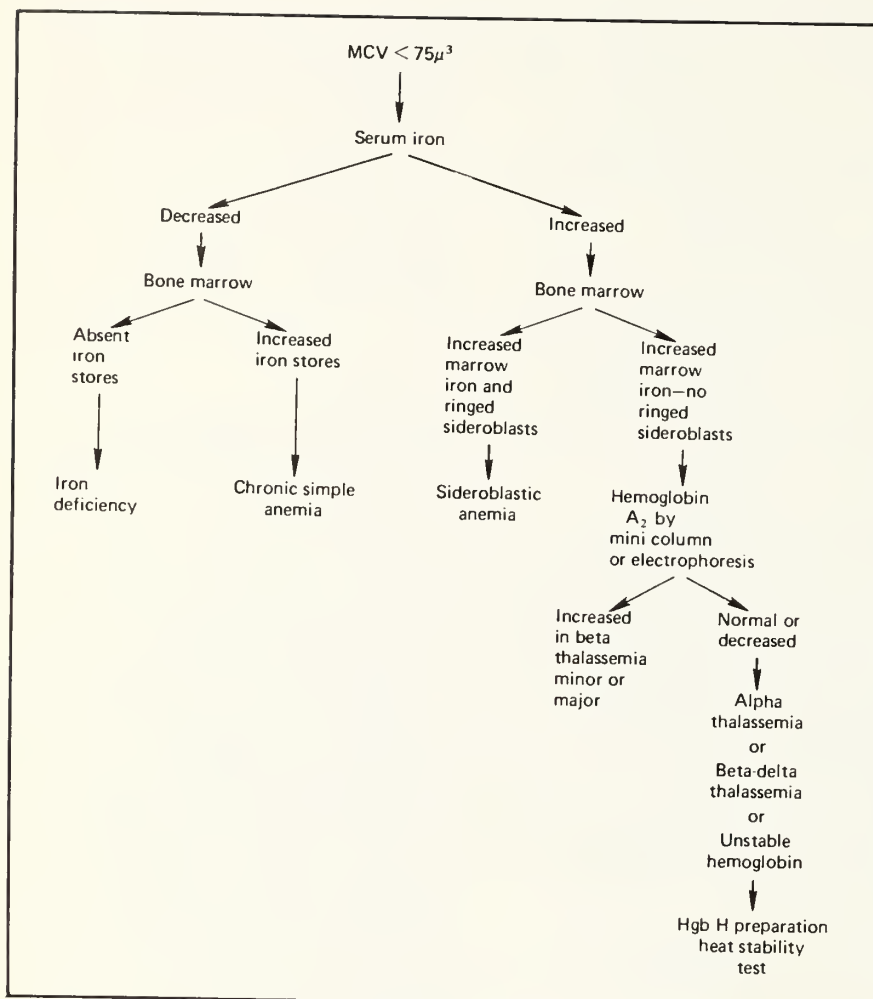 MCV < 75μ³
Serum iron
Decreased
Increased
Bone marrow
Bone marrow
Absent
iron
stores
Increased
iron stores
Increased
marrow
iron and
ringed
sideroblasts
Increased
marrow
iron—no
ringed
sideroblasts
Iron
deficiency
Chronic simple
anemia
Sideroblastic
anemia
Hemoglobin
A₂ by
mini column
or electrophoresis
Increased
in beta
thalassemia
minor or
major
Normal or
decreased
Alpha
thalassemia
or
Beta-delta
thalassemia
or
Unstable
hemoglobin
Hgb H preparation
heat stability
test